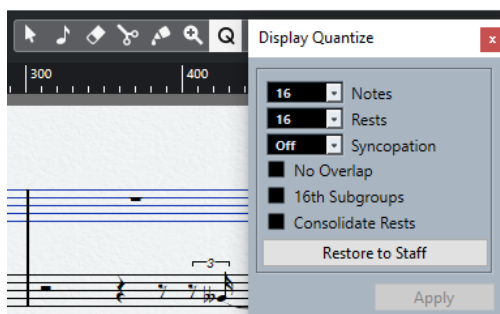 Q
Display Quantize
x
300
400
16 Notes
16 Rests
Off Syncopation
No Overlap
16th Subgroups
Consolidate Rests
Restore to Staff
3
Apply